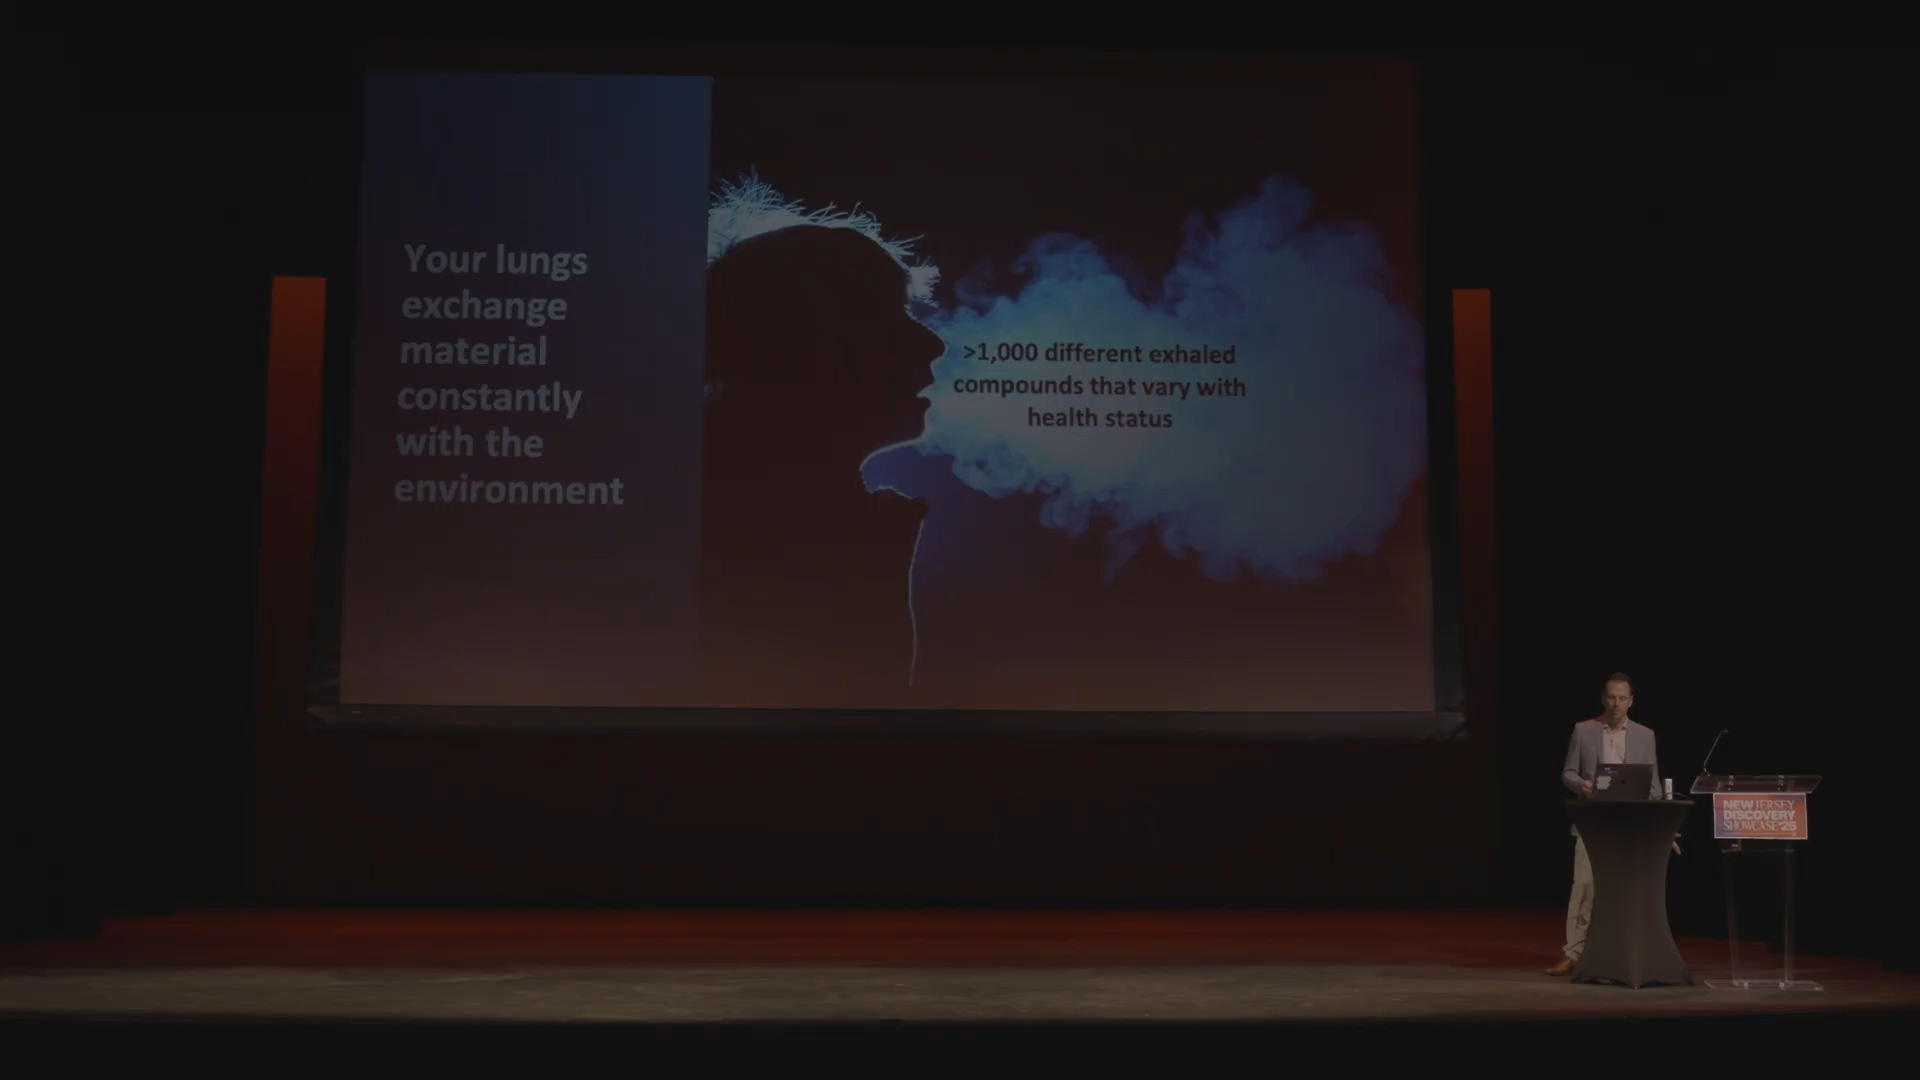 Your lungs
exchange
material
constantly
with the
environment
>1,000 different exhaled
compounds that vary with
health status
NEW JERSEY
DISCOVERY
SHOWCASE'25